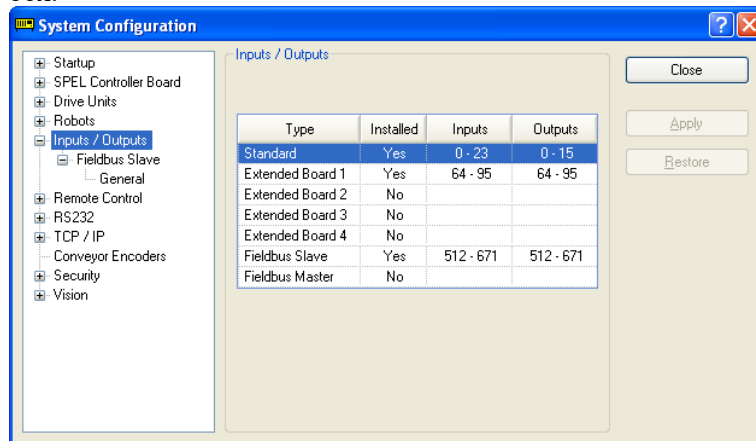 System Configuration
Startup
SPEL Controller Board
Drive Units
Robots
Inputs / Outputs
Fieldbus Slave
General
Remote Control
RS232
TCP / IP
Conveyor Encoders
Security
Vision
Inputs / Outputs
Type Installed Inputs Outputs
Standard Yes 0 - 23 0 - 15
Extended Board 1 Yes 64 - 95 64 - 95
Extended Board 2 No
Extended Board 3 No
Extended Board 4 No
Fieldbus Slave Yes 512 - 671 512 - 671
Fieldbus Master No
Close
Apply
Restore